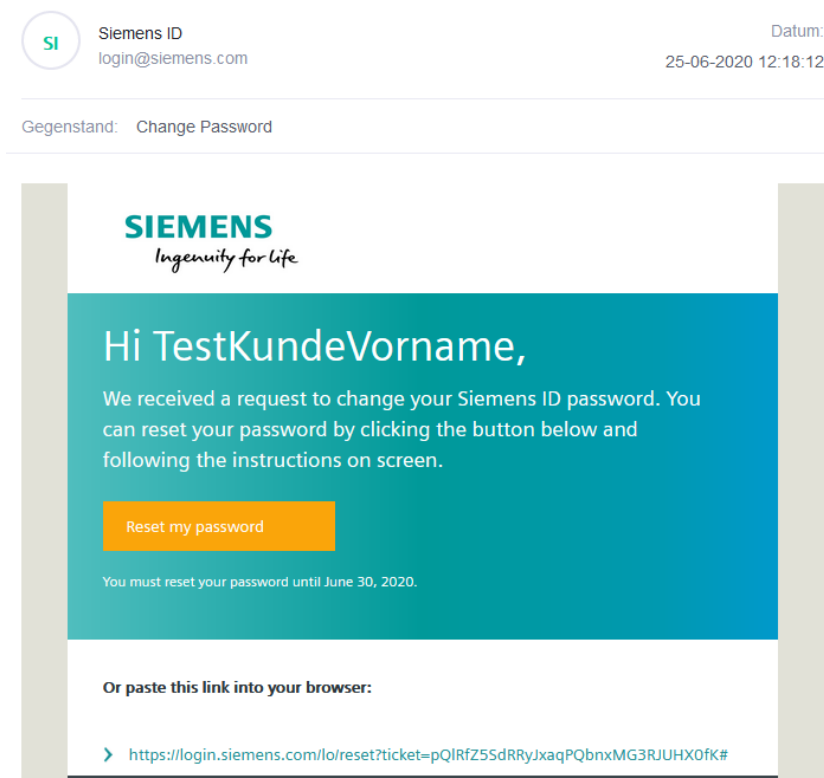 SI
Siemens ID
login@siemens.com
Datum:
25-06-2020 12:18:12
Gegenstand: Change Password
SIEMENS
Ingenuity for life
Hi TestKundeVorname,
We received a request to change your Siemens ID password. You
can reset your password by clicking the button below and
following the instructions on screen.
Reset my password
You must reset your password until June 30, 2020.
Or paste this link into your browser:
https://login.siemens.com/lo/reset?ticket=pQlRfZ5SdRRyJxaqPQbnxMG3RJUHX0fK#